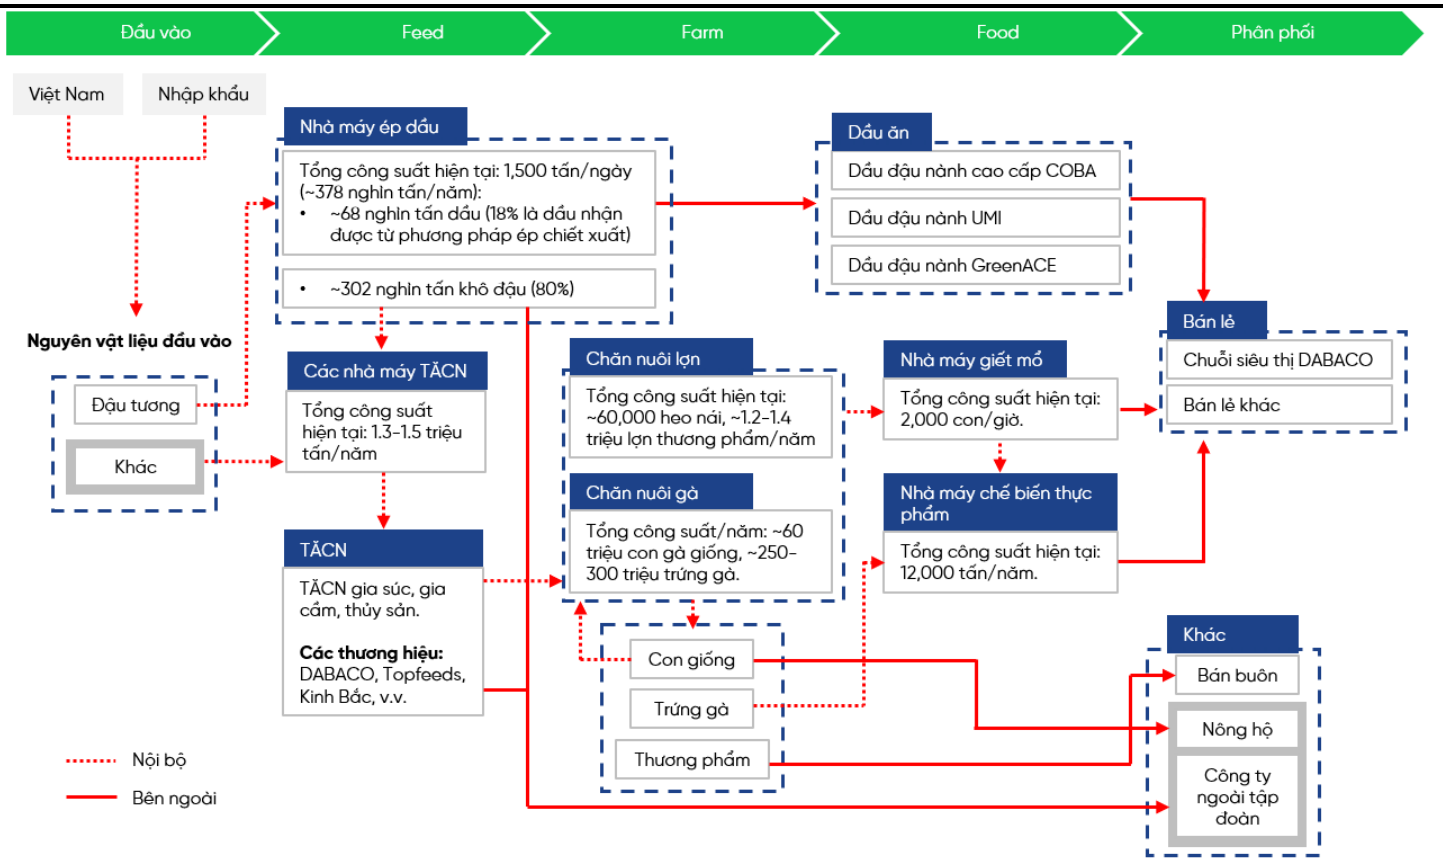 Đầu vào
Feed
Farm
Food
Phân phối
Việt Nam
Nhập khẩu
Nguyên vật liệu đầu vào
Đậu tương
Khác
Nhà máy ép dầu
Tổng công suất hiện tại: 1,500 tấn/ngày
(~378 nghìn tấn/năm):
• ~68 nghìn tấn dầu (18% là dầu nhận
được từ phương pháp ép chiết xuất)
• ~302 nghìn tấn khô đậu (80%)
Các nhà máy TĂCN
Tổng công suất
hiện tại: 1.3-1.5 triệu
tấn/năm
TĂCN
TĂCN gia súc, gia
cầm, thủy sản.
Các thương hiệu:
DABACO, Topfeeds,
Kinh Bắc, v.v.
Chăn nuôi lợn
Tổng công suất hiện tại:
~60,000 heo nái, ~1.2-1.4
triệu lợn thương phẩm/năm
Chăn nuôi gà
Tổng công suất/năm: ~60
triệu con gà giống, ~250-
300 triệu trứng gà.
Con giống
Trứng gà
Thương phẩm
Dầu ăn
Dầu đậu nành cao cấp COBA
Dầu đậu nành UMI
Dầu đậu nành GreenACE
Nhà máy giết mổ
Tổng công suất hiện tại:
2,000 con/giờ.
Nhà máy chế biến thực
phẩm
Tổng công suất hiện tại:
12,000 tấn/năm.
Bán lẻ
Chuỗi siêu thị DABACO
Bán lẻ khác
Khác
Bán buôn
Nông hộ
Công ty
ngoài tập
đoàn
Nội bộ
Bên ngoài